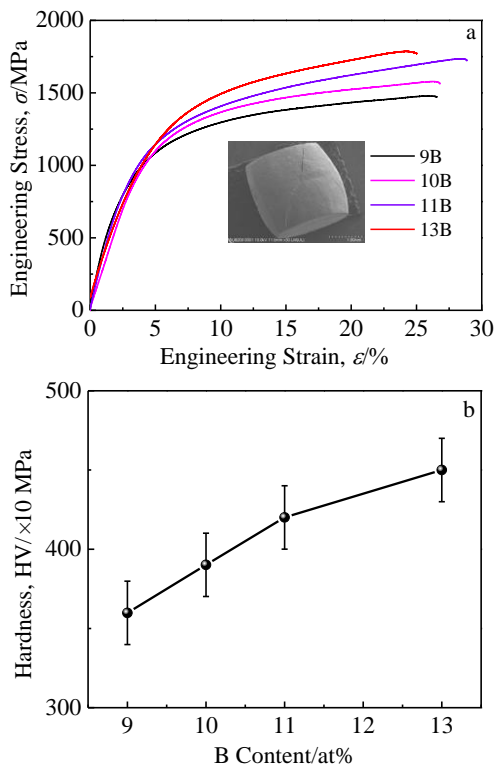 a
2000
1500
1000
500
0
Engineering Stress, σ/MPa
9B
10B
11B
13B
0 5 10 15 20 25 30
Engineering Strain, ε/%
b
500
400
300
Hardness, HV/×10 MPa
9 10 11 12 13
B Content/at%